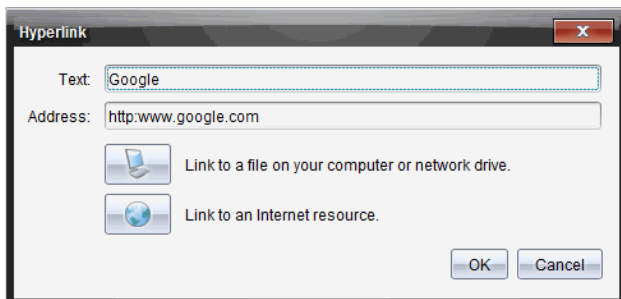 Hyperlink
Text: Google
Address: http:www.google.com
Link to a file on your computer or network drive.
Link to an Internet resource.
OK Cancel